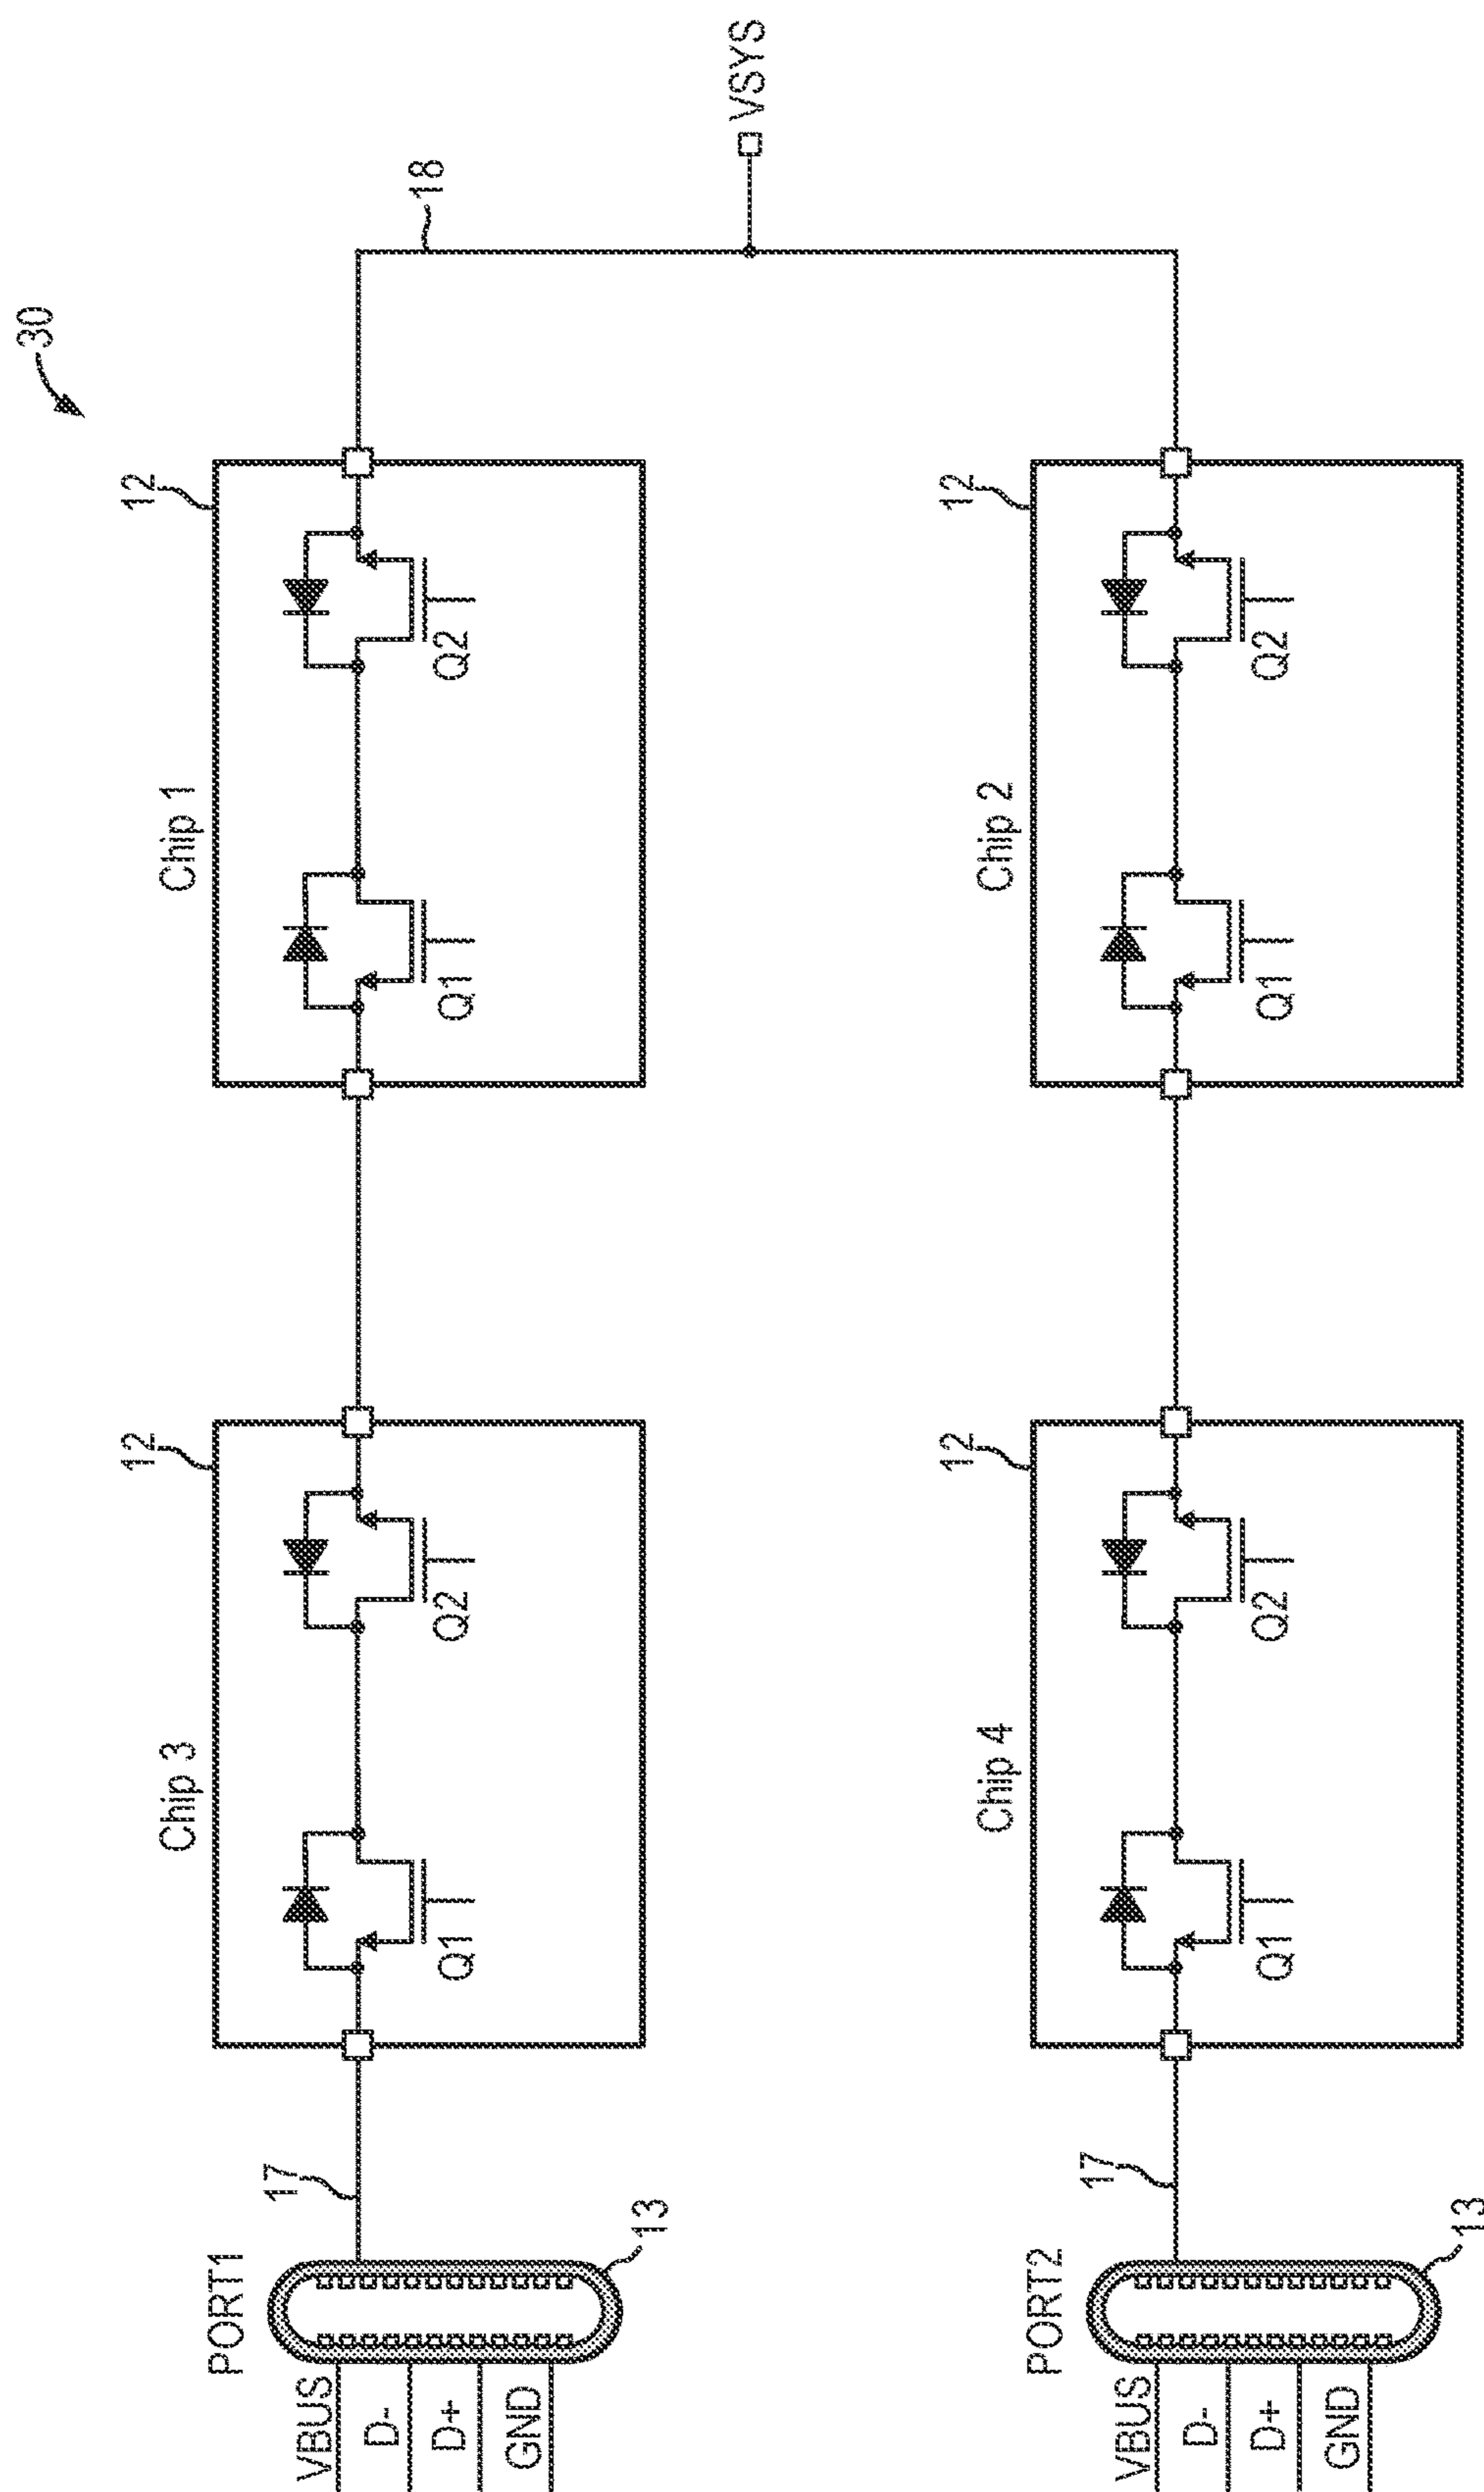 30
PORT1
VBUS
D-
D+
GND
13
17
Chip 3
12
Q1
Q2
Chip 1
12
Q1
Q2
18
VSYS
PORT2
VBUS
D-
D+
GND
13
17
Chip 4
12
Q1
Q2
Chip 2
12
Q1
Q2